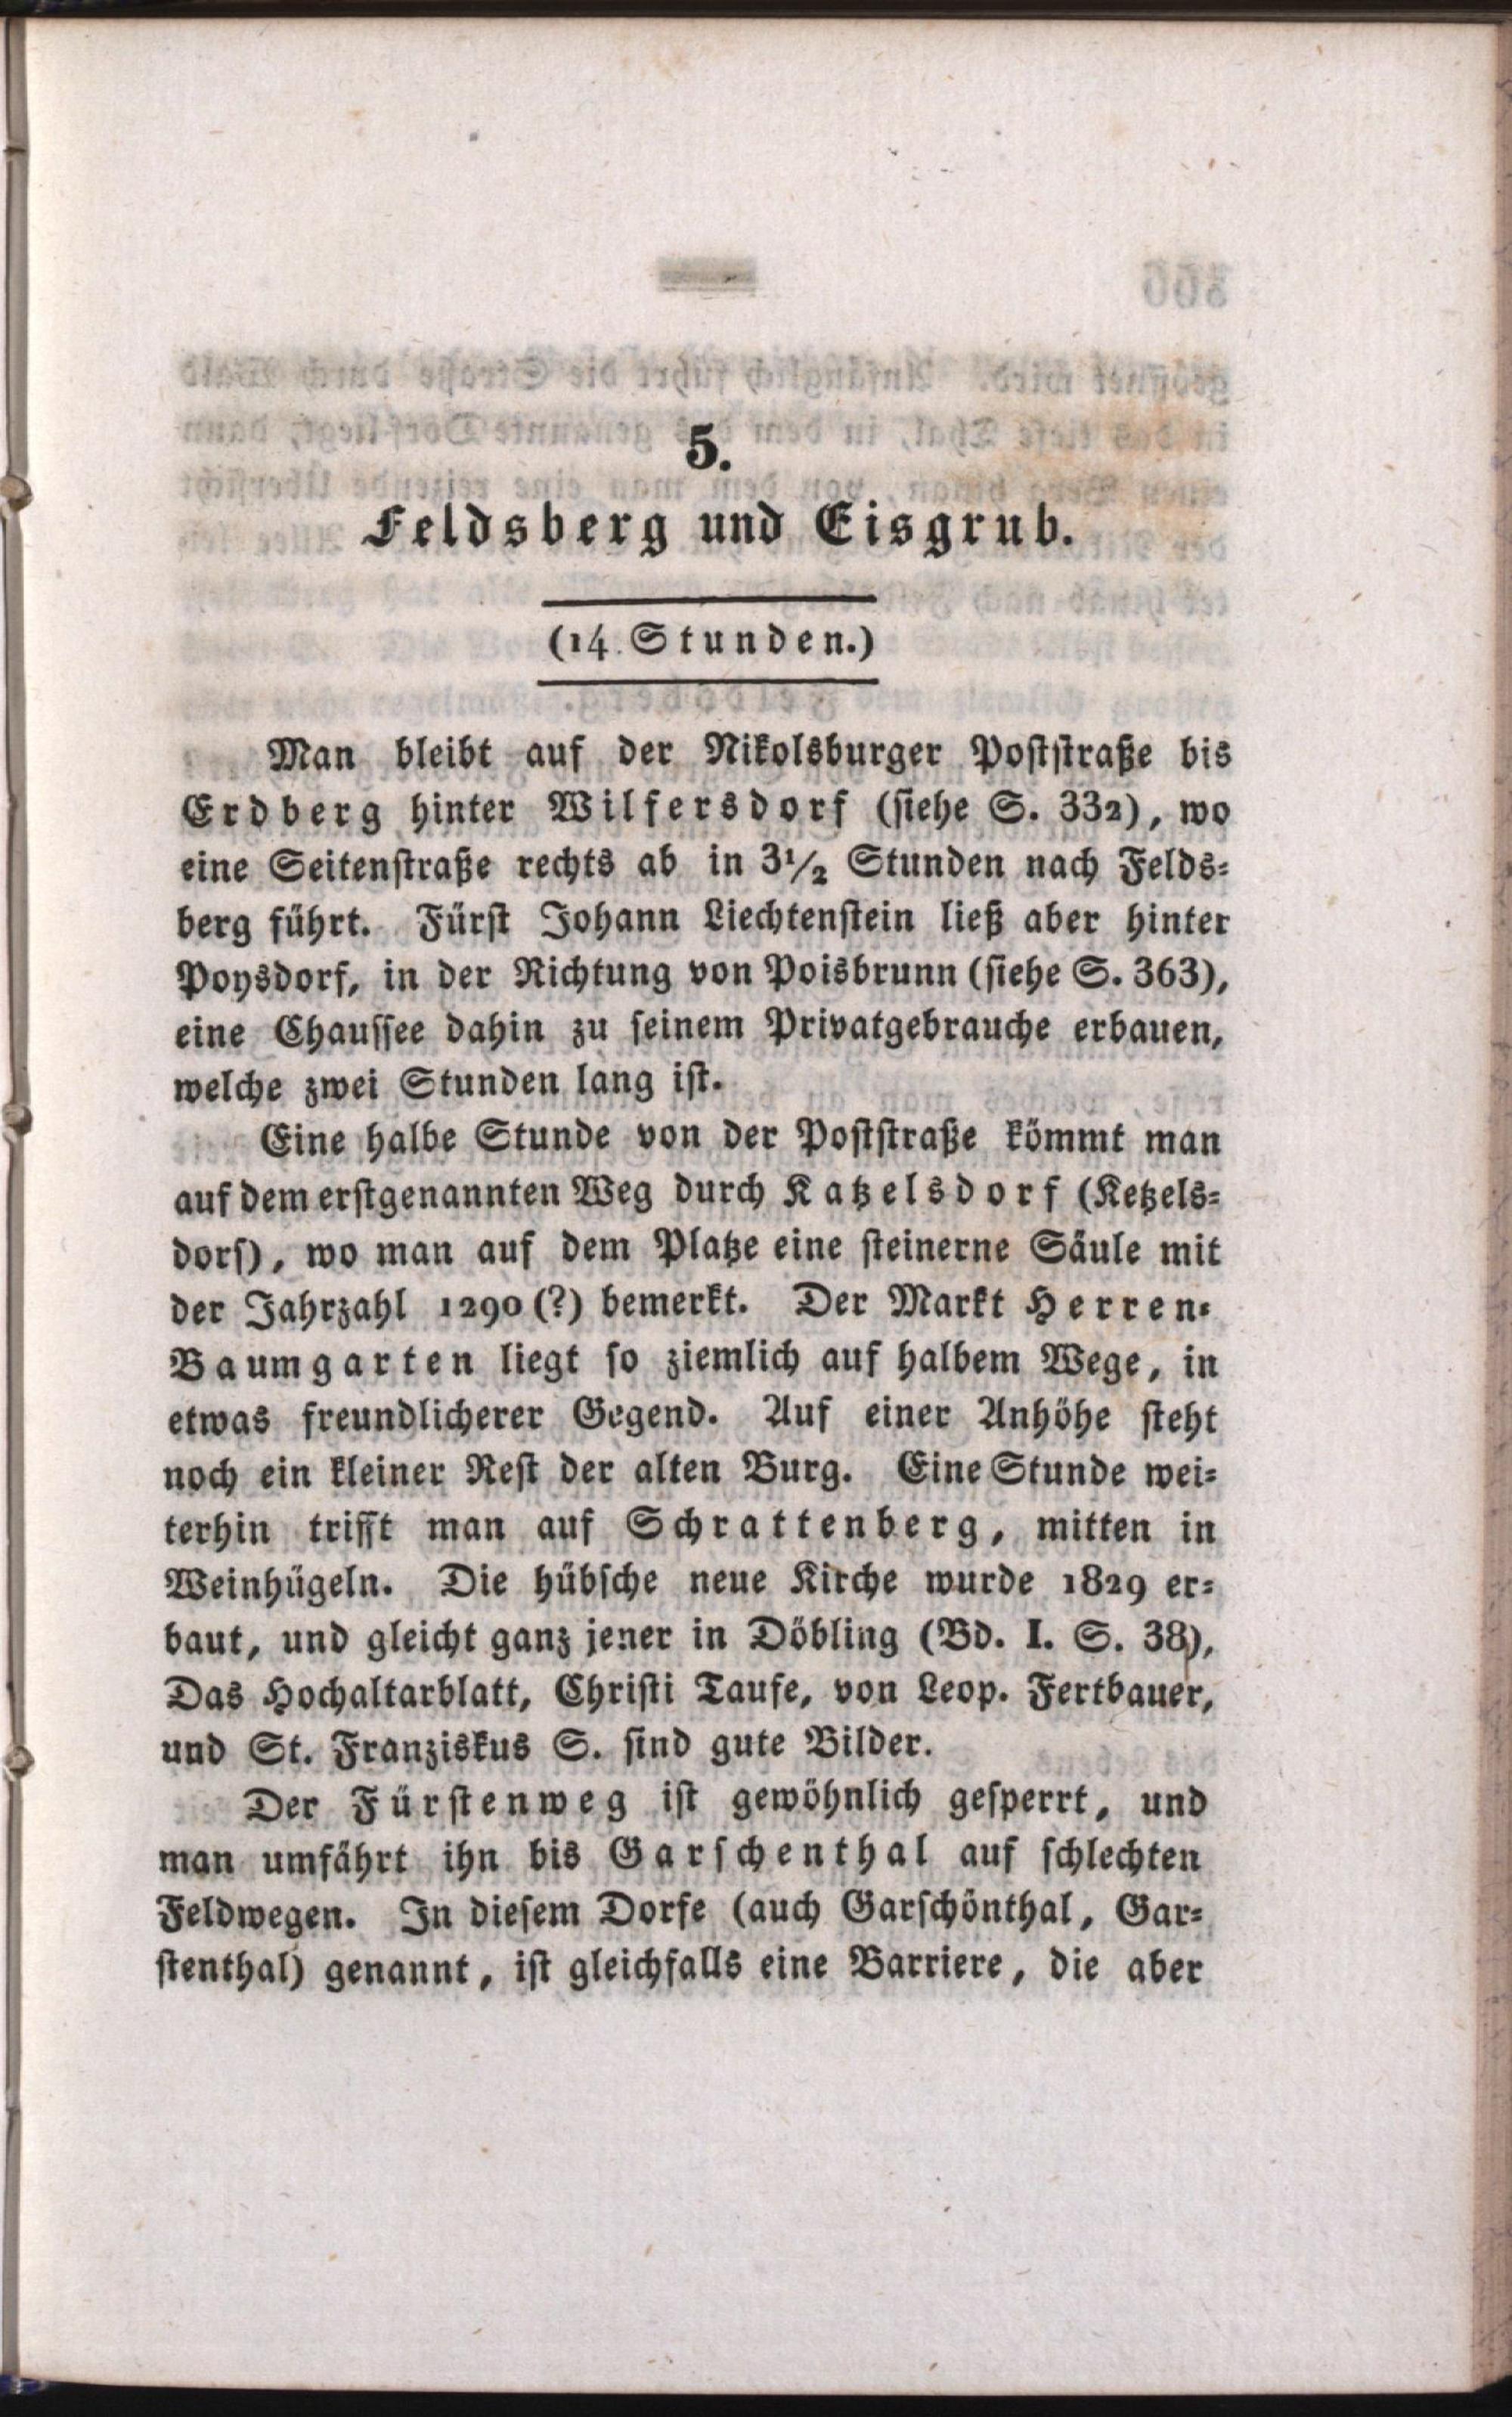 5.
Feldsberg und Eisgrub.
(14 Stunden.)
Man bleibt auf der Nikolsburger Poststraße bis
Erdberg hinter Wilfersdorf (siehe S. 332), wo
eine Seitenstraße rechts ab in 3½ Stunden nach Felds-
berg führt. Fürst Johann Liechtenstein ließ aber hinter
Poysdorf, in der Richtung von Poisbrunn (siehe S. 363),
eine Chaussee dahin zu seinem Privatgebrauche erbauen,
welche zwei Stunden lang ist.
Eine halbe Stunde von der Poststraße kömmt man
auf dem erstgenannten Weg durch Katzelsdorf (Ketzels-
dorf), wo man auf dem Platze eine steinerne Säule mit
der Jahrzahl 1290 (?) bemerkt. Der Markt Herren-
Baumgarten liegt so ziemlich auf halbem Wege, in
etwas freundlicherer Gegend. Auf einer Anhöhe steht
noch ein kleiner Rest der alten Burg. Eine Stunde wei-
terhin trifft man auf Schrattenberg, mitten in
Weinhügeln. Die hübsche neue Kirche wurde 1829 er-
baut, und gleicht ganz jener in Döbling (Bd. I. S. 38),
Das Hochaltarblatt, Christi Taufe, von Leop. Fertbauer,
und St. Franziskus S. sind gute Bilder.
Der Fürstenweg ist gewöhnlich gesperrt, und
man umfährt ihn bis Garschenthal auf schlechten
Feldwegen. In diesem Dorfe (auch Garschönthal, Gar-
stenthal) genannt, ist gleichfalls eine Barriere, die aber